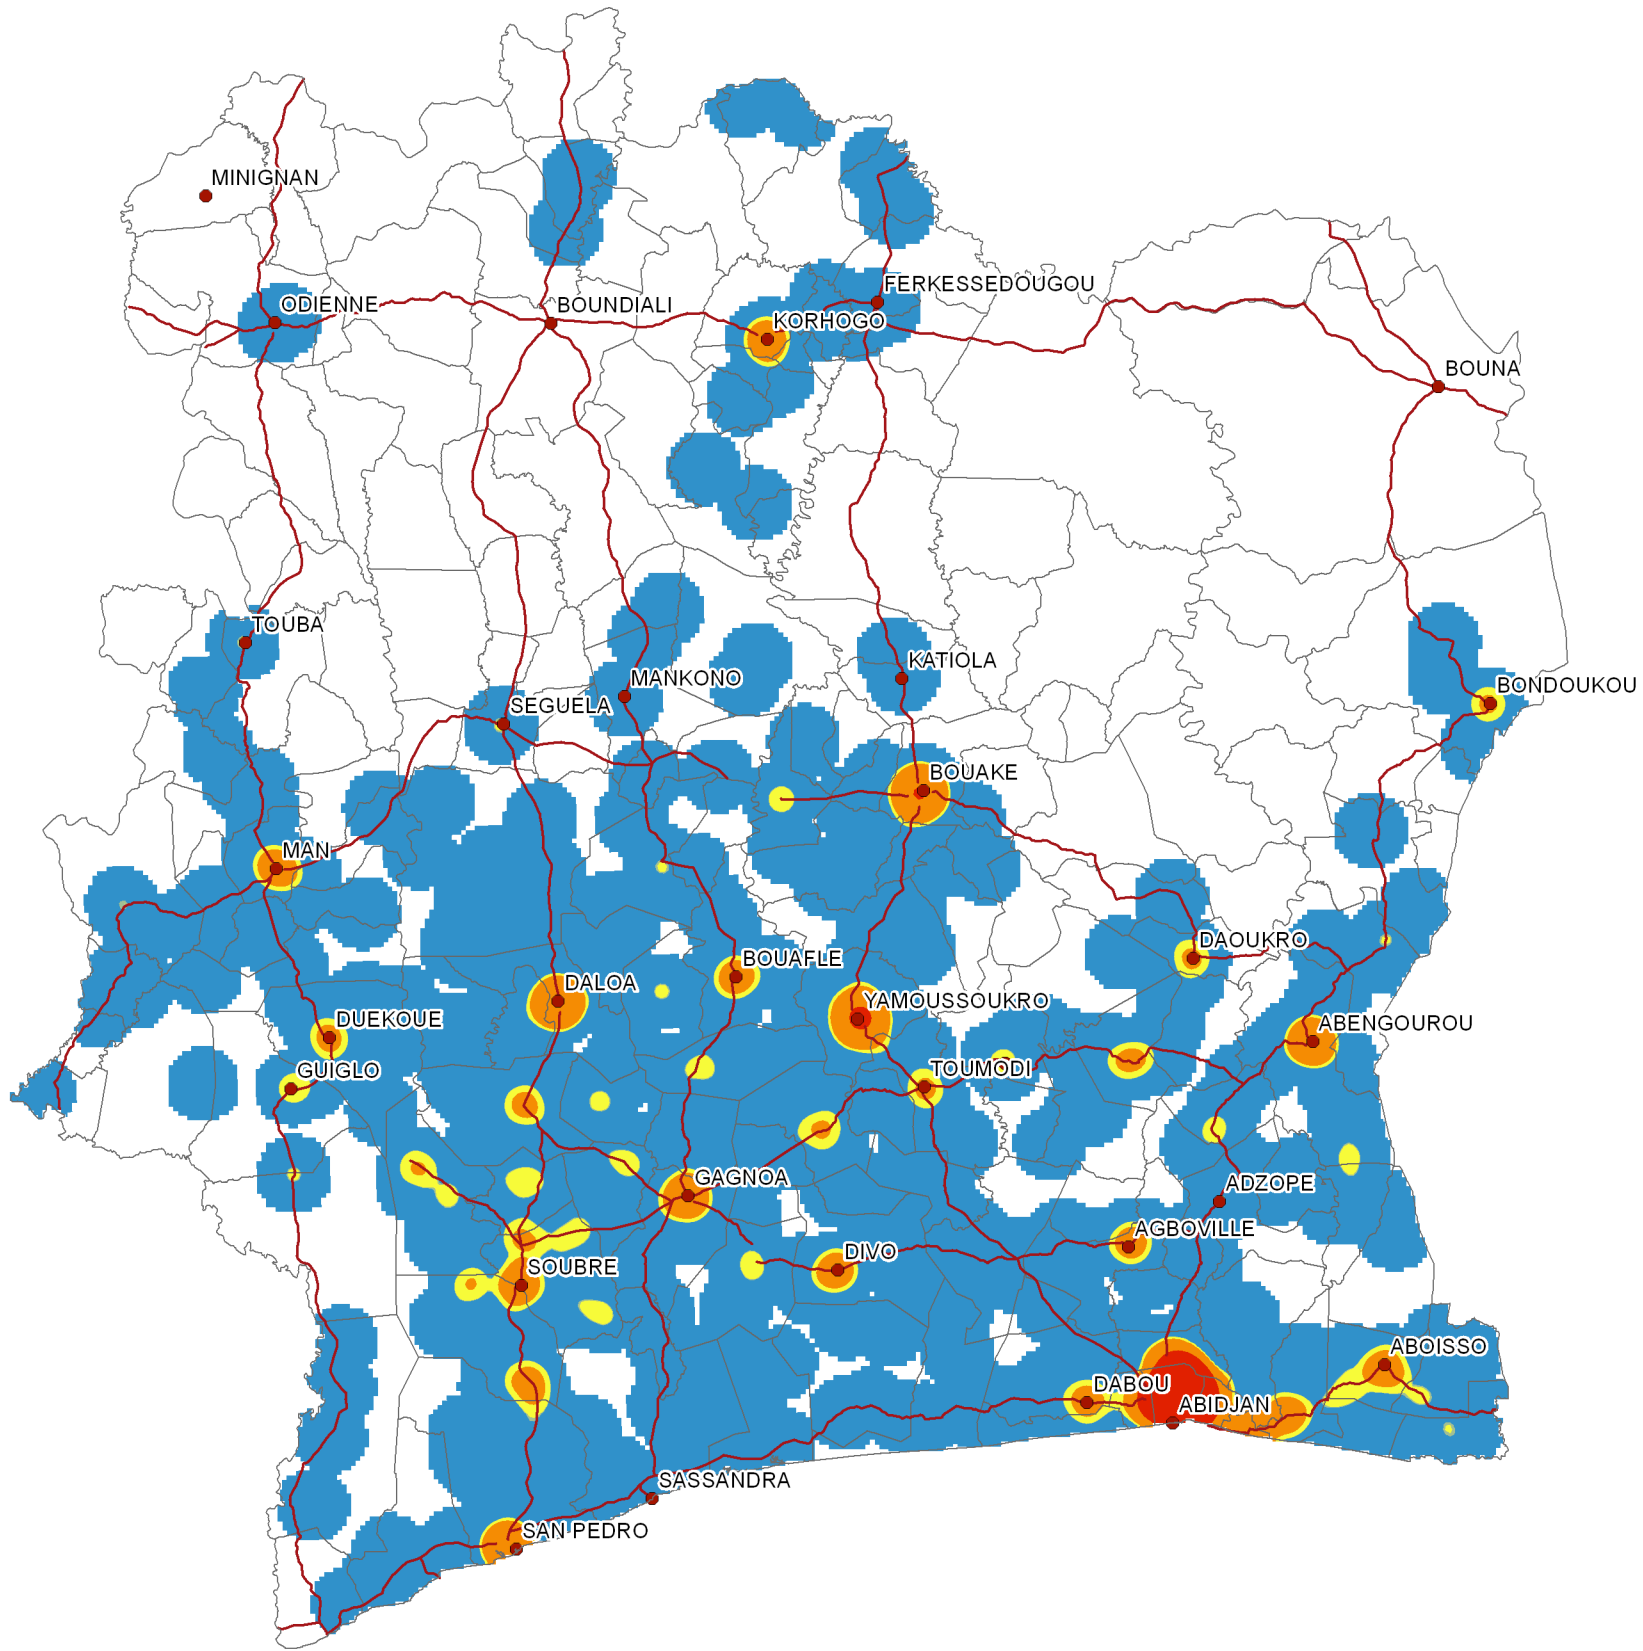 MINIGNAN
ODIENNE
BOUNDIALI
FERKESSEDOUGOU
KORHOGO
BOUNA
TOUBA
KATIOLA
MANKONO
SEGUELA
BONDOUKOU
BOUAKE
MAN
DAOUKRO
BOUAFLE
DALOA
YAMOUSSOUKRO
DUEKOUE
ABENGOUROU
GUIGLO
TOUMODI
GAGNOA
ADZOPE
AGBOVILLE
DIVO
SOUBRE
ABOISSO
DABOU
ABIDJAN
SASSANDRA
SAN PEDRO